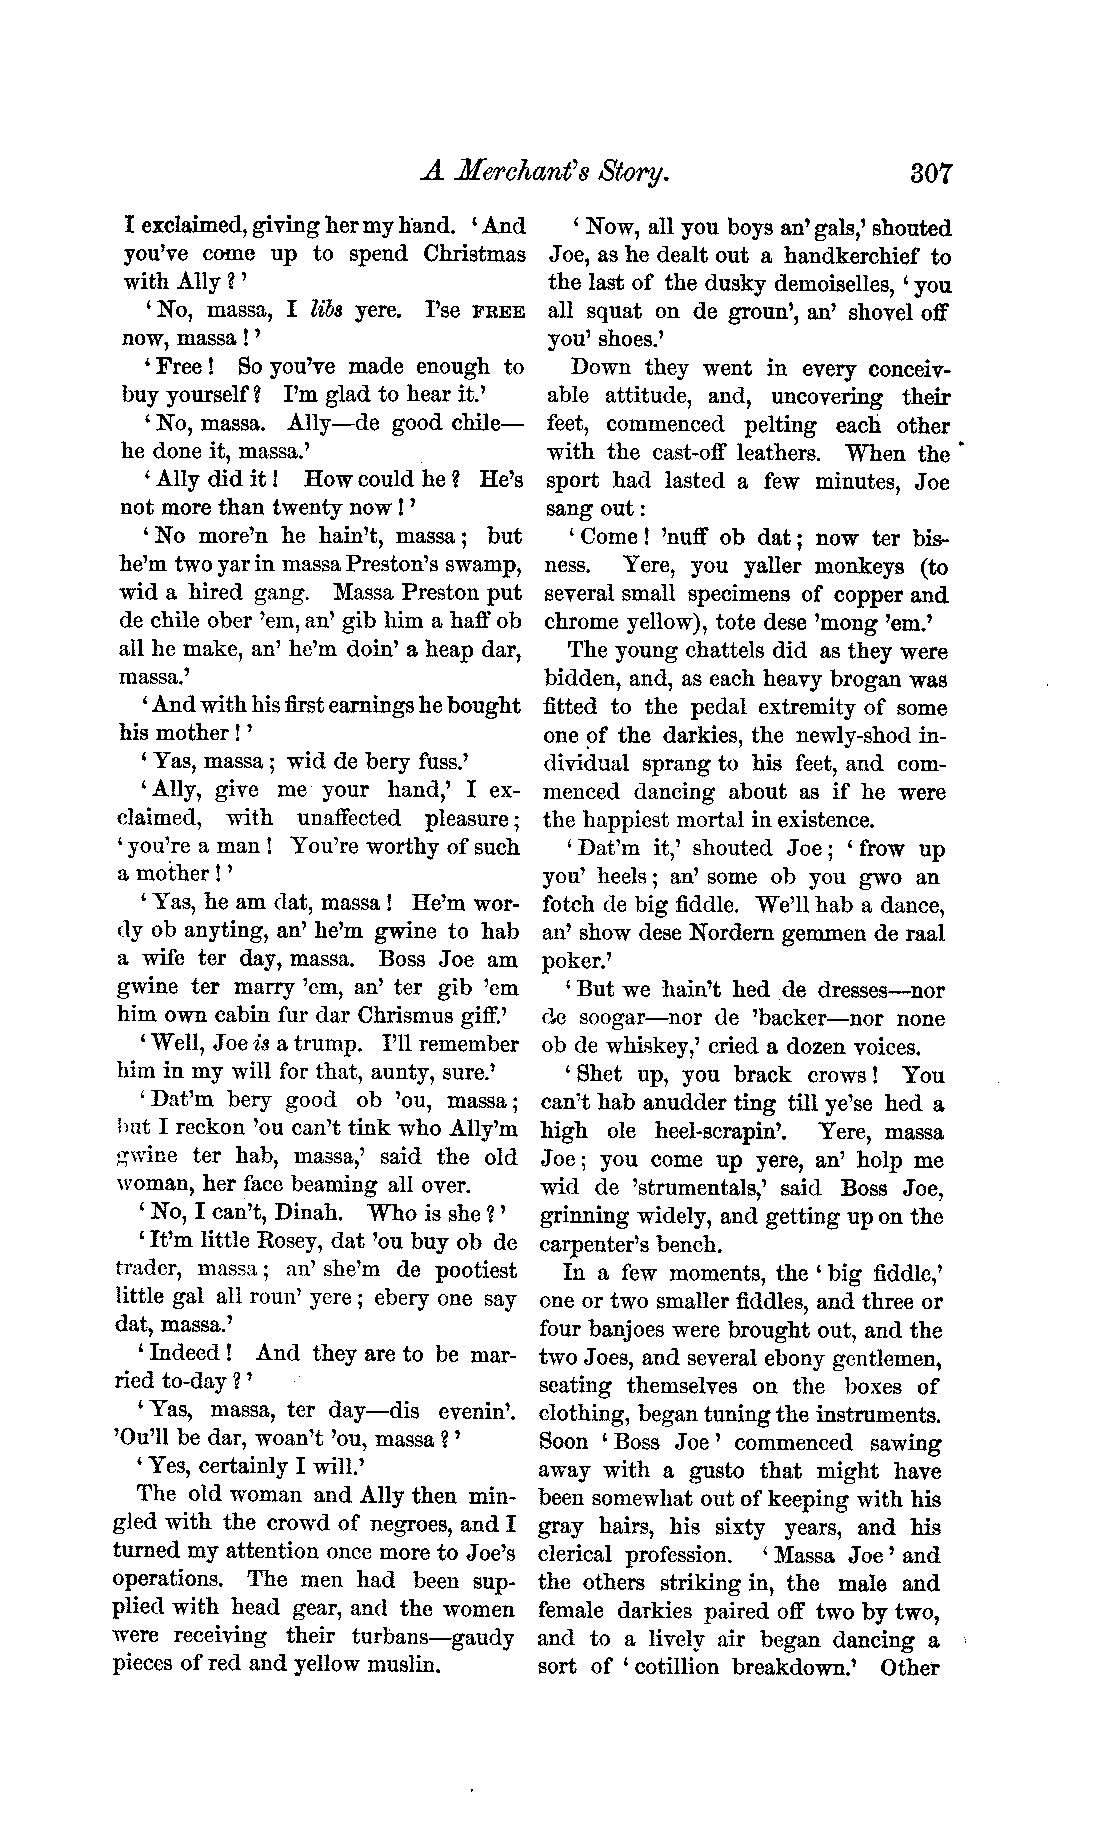 A Merchant's Story. 307
I exclaimed, giving her my hand. ‘And
you've come up to spend Christmas
with Ally?’
‘No, massa, I libs yere. I'se FREE
now, massa!’
‘Free! So you've made enough to
buy yourself? I'm glad to hear it.’
‘No, massa. Ally—de good chile—
he done it, massa.’
‘Ally did it! How could he? He's
not more than twenty now!’
‘No more'n he hain't, massa; but
he'm two yar in massa Preston's swamp,
wid a hired gang. Massa Preston put
de chile ober 'em, an' gib him a haff ob
all he make, an' he'm doin' a heap dar,
massa.’
‘And with his first earnings he bought
his mother!’
‘Yas, massa; wid de bery fuss.’
‘Ally, give me your hand,’ I ex-
claimed, with unaffected pleasure;
‘you're a man! You're worthy of such
a mother!’
‘Yas, he am dat, massa! He'm wor-
dy ob anyting, an' he'm gwine to hab
a wife ter day, massa. Boss Joe am
gwine ter marry 'em, an' ter gib 'em
him own cabin fur dar Chrismus giff.’
‘Well, Joe is a trump. I'll remember
him in my will for that, aunty, sure.’
‘Dat'm bery good ob 'ou, massa;
but I reckon 'ou can't tink who Ally'm
gwine ter hab, massa,’ said the old
woman, her face beaming all over.
‘No, I can't, Dinah. Who is she?’
‘It'm little Rosey, dat 'ou buy ob de
trader, massa; an' she'm de pootiest
little gal all roun' yere; ebery one say
dat, massa.’
‘Indeed! And they are to be mar-
ried to-day?’
‘Yas, massa, ter day—dis evenin'.
'Ou'll be dar, woan't 'ou, massa?’
‘Yes, certainly I will.’
The old woman and Ally then min-
gled with the crowd of negroes, and I
turned my attention once more to Joe's
operations. The men had been sup-
plied with head gear, and the women
were receiving their turbans—gaudy
pieces of red and yellow muslin.
‘Now, all you boys an' gals,’ shouted
Joe, as he dealt out a handkerchief to
the last of the dusky demoiselles, ‘you
all squat on de groun', an' shovel off
you' shoes.’
Down they went in every conceiv-
able attitude, and, uncovering their
feet, commenced pelting each other
with the cast-off leathers. When the
sport had lasted a few minutes, Joe
sang out:
‘Come! 'nuff ob dat; now ter bis-
ness. Yere, you yaller monkeys (to
several small specimens of copper and
chrome yellow), tote dese 'mong 'em.’
The young chattels did as they were
bidden, and, as each heavy brogan was
fitted to the pedal extremity of some
one of the darkies, the newly-shod in-
dividual sprang to his feet, and com-
menced dancing about as if he were
the happiest mortal in existence.
‘Dat'm it,’ shouted Joe; ‘frow up
you' heels; an' some ob you gwo an
fotch de big fiddle. We'll hab a dance,
an' show dese Nordern gemmen de raal
poker.’
‘But we hain't hed de dresses—nor
de soogar—nor de 'backer—nor none
ob de whiskey,’ cried a dozen voices.
‘Shet up, you brack crows! You
can't hab anudder ting till ye'se hed a
high ole heel-scrapin'. Yere, massa
Joe; you come up yere, an' holp me
wid de 'strumentals,’ said Boss Joe,
grinning widely, and getting up on the
carpenter's bench.
In a few moments, the ‘big fiddle,’
one or two smaller fiddles, and three or
four banjoes were brought out, and the
two Joes, and several ebony gentlemen,
seating themselves on the boxes of
clothing, began tuning the instruments.
Soon ‘Boss Joe’ commenced sawing
away with a gusto that might have
been somewhat out of keeping with his
gray hairs, his sixty years, and his
clerical profession. ‘Massa Joe’ and
the others striking in, the male and
female darkies paired off two by two,
and to a lively air began dancing a
sort of ‘cotillion breakdown.’ Other